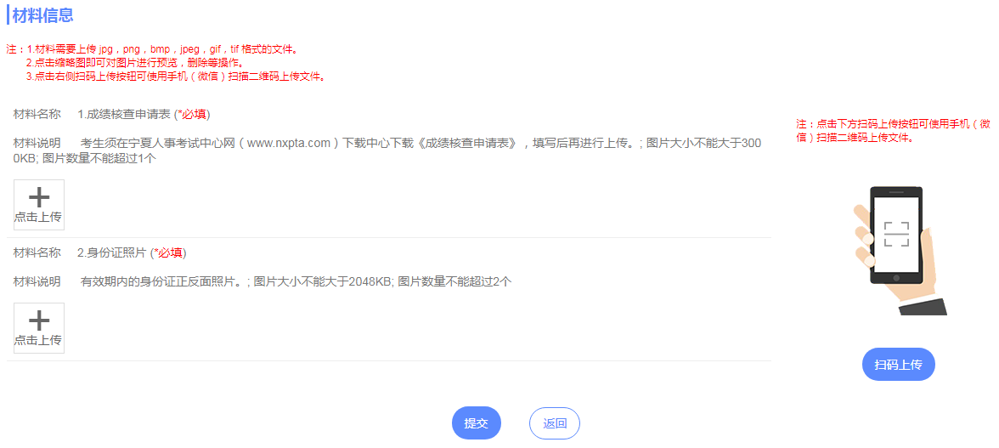 材料信息
注：1.材料需要上传 jpg，png，bmp，jpeg，gif，tif 格式的文件。
2.点击缩略图即可对图片进行预览，删除等操作。
3.点击右侧扫码上传按钮可使用手机（微信）扫描二维码上传文件。
材料名称 1.成绩核查申请表 (*必填)
材料说明 考生须在宁夏人事考试中心网（www.nxpta.com）下载中心下载《成绩核查申请表》，填写后再进行上传。; 图片大小不能大于300
0KB; 图片数量不能超过1个
点击上传
材料名称 2.身份证照片 (*必填)
材料说明 有效期内的身份证正反面照片。; 图片大小不能大于2048KB; 图片数量不能超过2个
点击上传
注：点击下方扫码上传按钮可使用手机（微
信）扫描二维码上传文件。
扫码上传
提交 返回